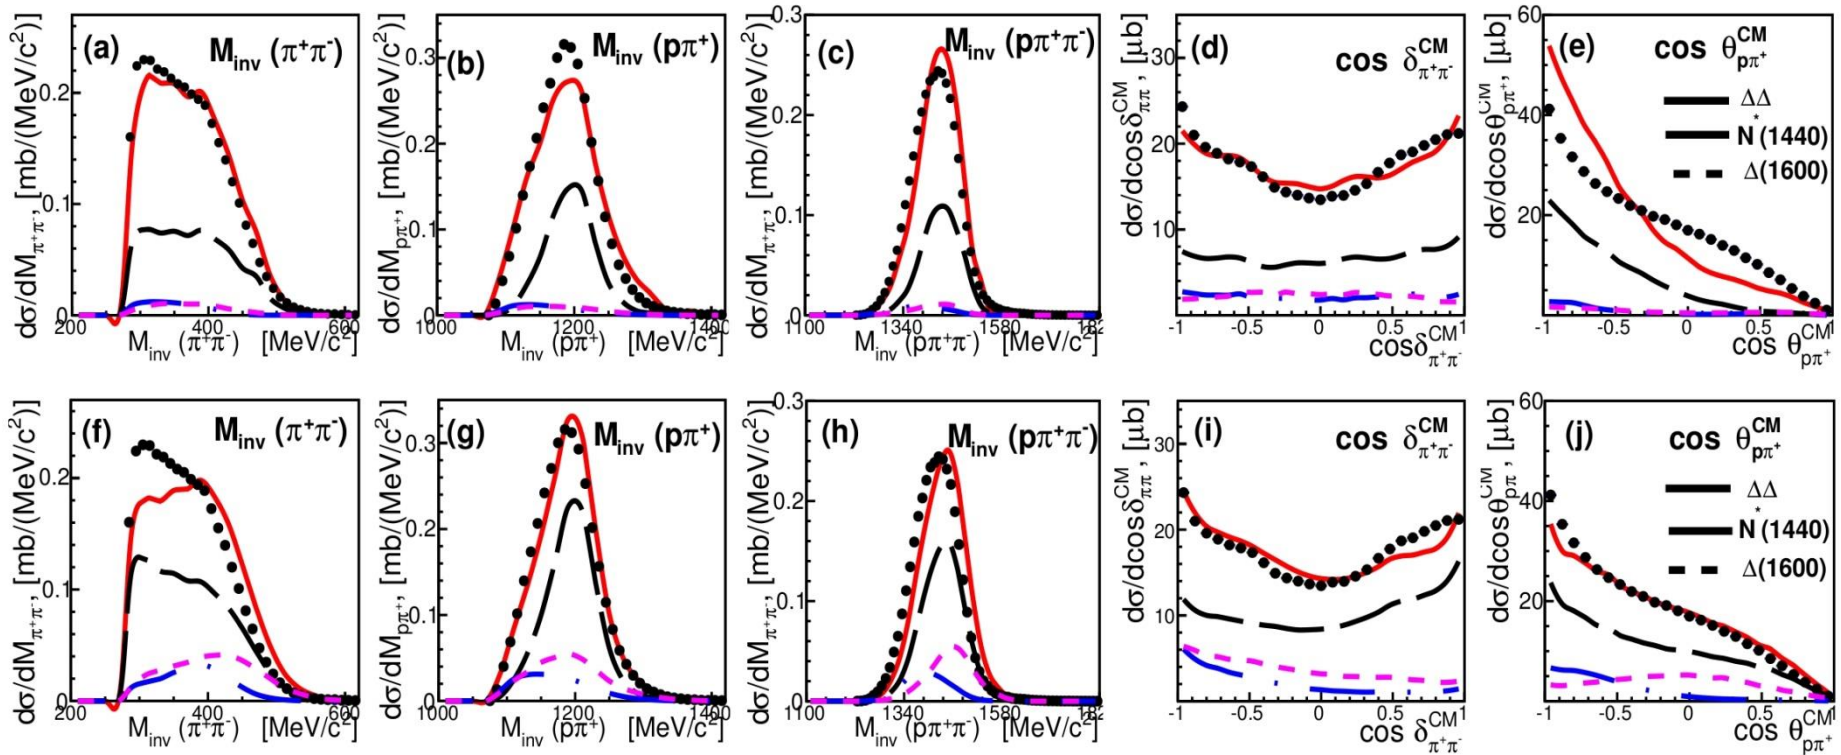 (a) M_inv (π⁺π⁻)
dσ/dM_π⁺π⁻, [mb/(MeV/c²)]
0.2
0.1
0
200 400 600
M_inv (π⁺π⁻) [MeV/c²]
(b) M_inv (pπ⁺)
dσ/dM_pπ⁺, [mb/(MeV/c²)]
0.3
0.2
0.1
0
1000 1200 1400
M_inv (pπ⁺) [MeV/c²]
(c) M_inv (pπ⁺π⁻)
dσ/dM_π⁺π⁻, [mb/(MeV/c²)]
0.3
0.2
0.1
0
1100 1340 1580 182
M_inv (pπ⁺π⁻) [MeV/c²]
(d) cos δ^CM_π⁺π⁻
dσ/dcosδ^CM_ππ, [μb]
30
20
10
-1 -0.5 0 0.5 1
cosδ^CM_π⁺π⁻
(e) cos θ^CM_pπ⁺
dσ/dcosθ^CM_pπ⁺, [μb]
60
40
20
ΔΔ
N*(1440)
Δ(1600)
-1 -0.5 0 0.5 1
cos θ^CM_pπ⁺
(f) M_inv (π⁺π⁻)
dσ/dM_π⁺π⁻, [mb/(MeV/c²)]
0.2
0.1
0
200 400 600
M_inv (π⁺π⁻) [MeV/c²]
(g) M_inv (pπ⁺)
dσ/dM_pπ⁺, [mb/(MeV/c²)]
0.3
0.2
0.1
0
1000 1200 1400
M_inv (pπ⁺) [MeV/c²]
(h) M_inv (pπ⁺π⁻)
dσ/dM_π⁺π⁻, [mb/(MeV/c²)]
0.3
0.2
0.1
0
1100 1340 1580 182
M_inv (pπ⁺π⁻) [MeV/c²]
(i) cos δ^CM_π⁺π⁻
dσ/dcosδ^CM_ππ, [μb]
30
20
10
-1 -0.5 0 0.5 1
cos δ^CM_π⁺π⁻
(j) cos θ^CM_pπ⁺
dσ/dcosθ^CM_pπ⁺, [μb]
60
40
20
ΔΔ
N*(1440)
Δ(1600)
-1 -0.5 0 0.5 1
cos θ^CM_pπ⁺